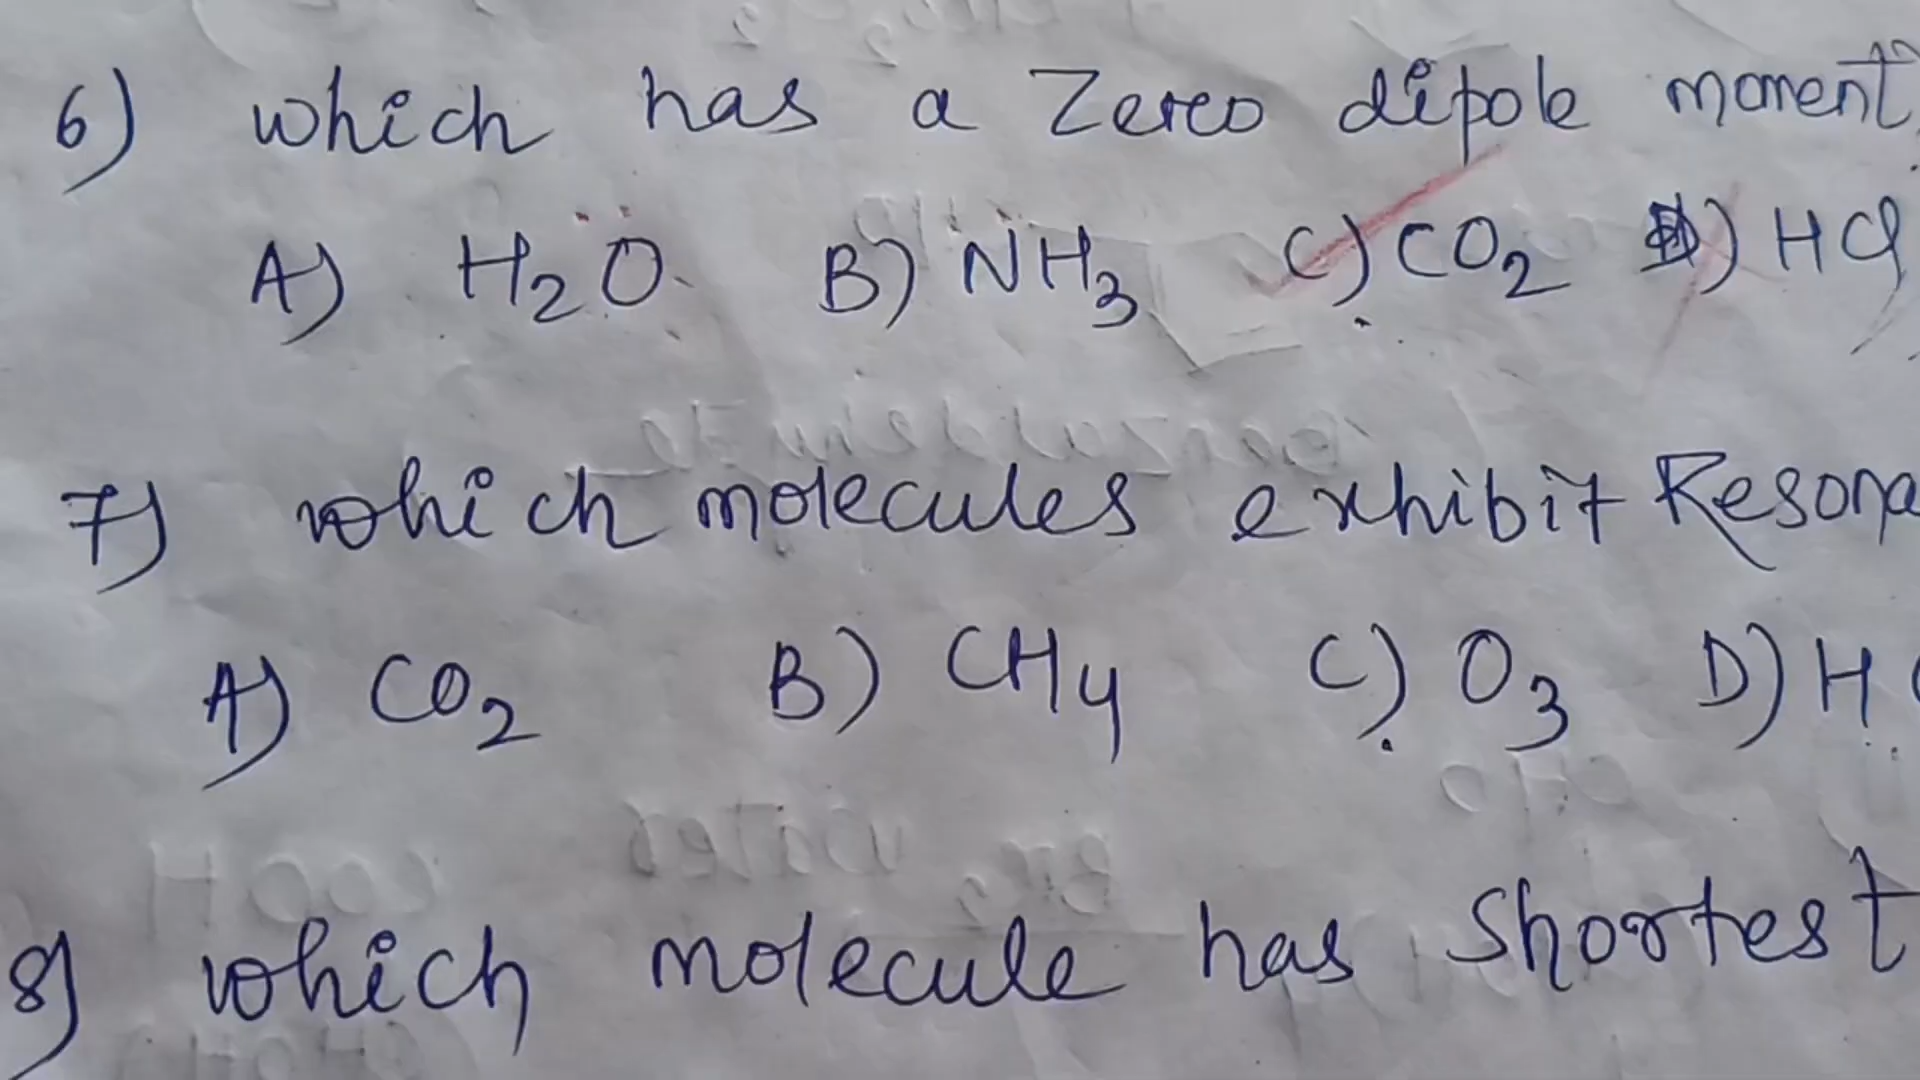 6) which has a Zero dipole moment
A) H₂O B) NH₃ C) CO₂ D) HCl
7) which molecules exhibit Resona
A) CO₂ B) CH₄ C) O₃ D) H
8) which molecule has shortest